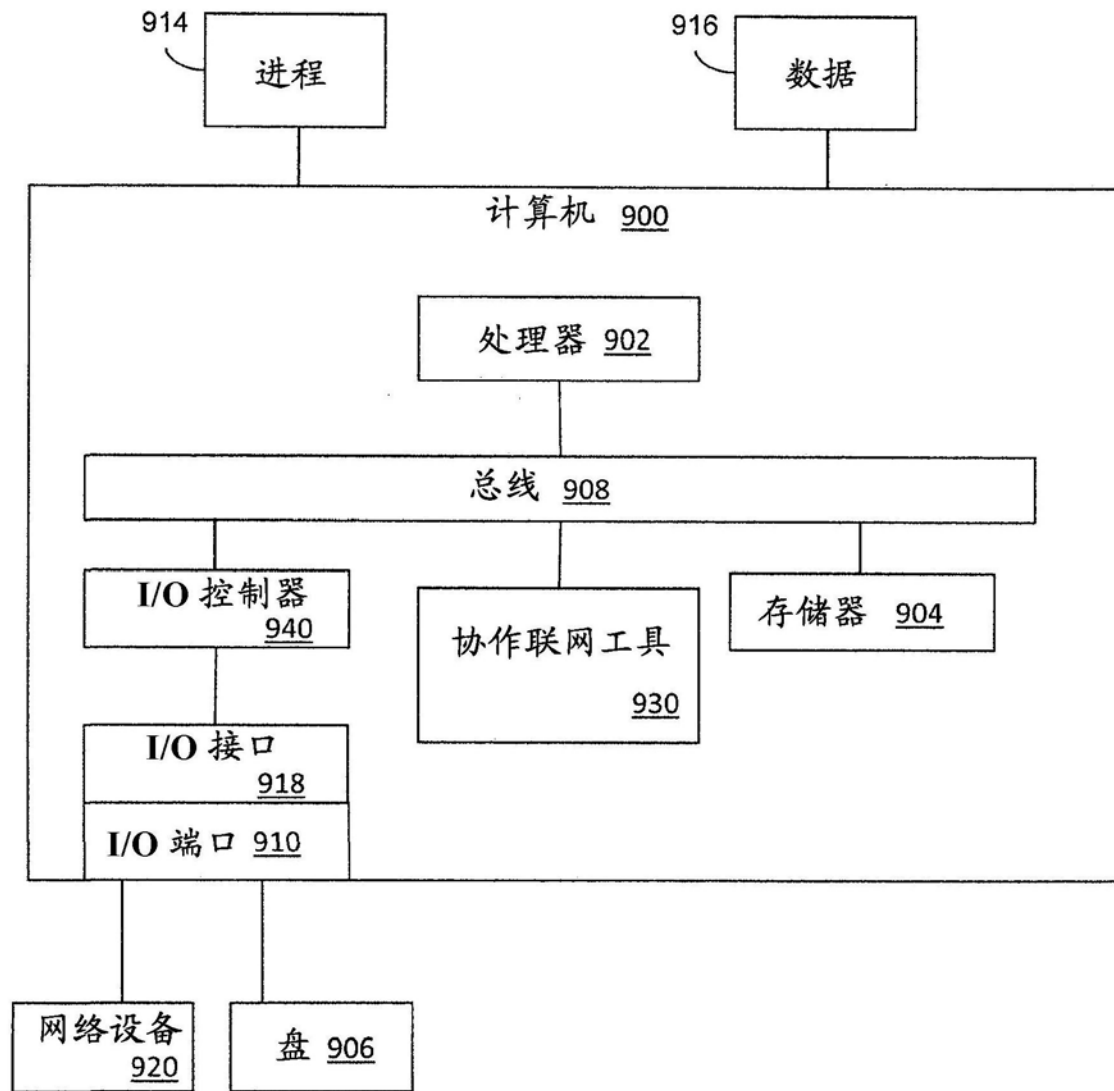 914
进程
916
数据
计算机 900
处理器 902
总线 908
I/O 控制器
940
协作联网工具
930
存储器 904
I/O 接口
918
I/O 端口 910
网络设备
920
盘 906